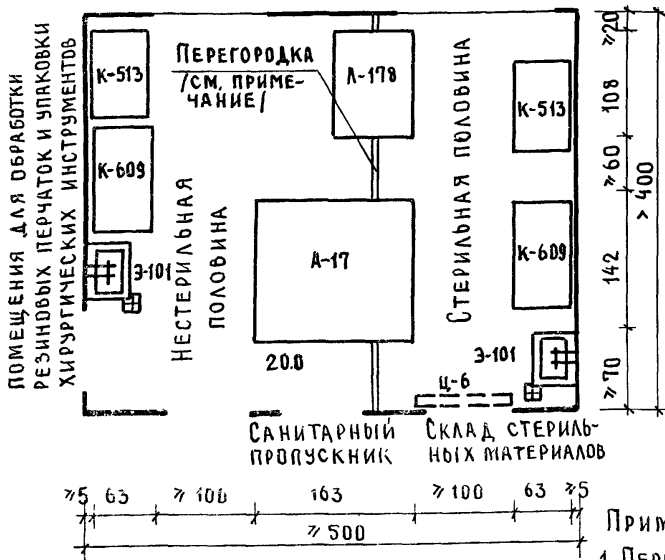 ПОМЕЩЕНИЯ ДЛЯ ОБРАБОТКИ
РЕЗИНОВЫХ ПЕРЧАТОК И УПАКОВКИ
ХИРУРГИЧЕСКИХ ИНСТРУМЕНТОВ
К-513
К-609
Э-101
НЕСТЕРИЛЬНАЯ
ПОЛОВИНА
ПЕРЕГОРОДКА
/СМ. ПРИМЕ-
ЧАНИЕ/
Л-178
А-17
20.0
СТЕРИЛЬНАЯ ПОЛОВИНА
К-513
К-609
Э-101
Ц-6
САНИТАРНЫЙ
ПРОПУСКНИК
СКЛАД СТЕРИЛЬ-
НЫХ МАТЕРИАЛОВ
⩾20
108
⩾60
142
⩾70
> 400
⩾5 63 ⩾100 163 ⩾100 63 ⩾5
⩾500
ПРИМ
1. ПЕР